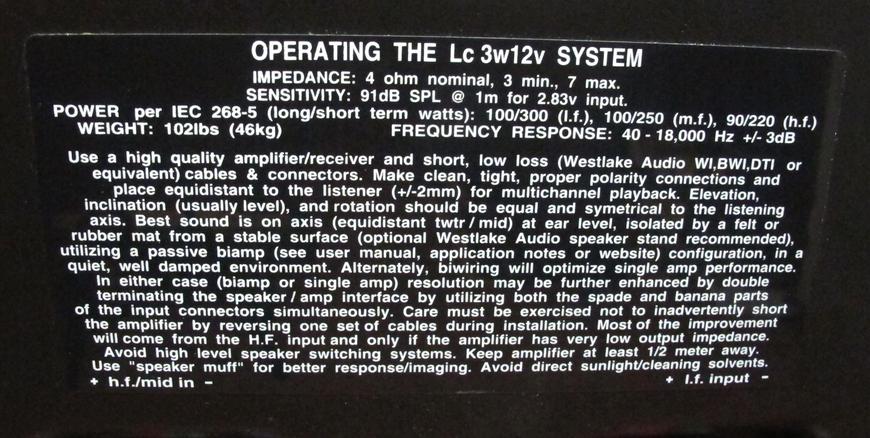 OPERATING THE Lc 3w12v SYSTEM
IMPEDANCE: 4 ohm nominal, 3 min., 7 max.
SENSITIVITY: 91dB SPL @ 1m for 2.83v input.
POWER per IEC 268-5 (long/short term watts): 100/300 (l.f.), 100/250 (m.f.), 90/220 (h.f.)
WEIGHT: 102lbs (46kg) FREQUENCY RESPONSE: 40 - 18,000 Hz +/- 3dB
Use a high quality amplifier/receiver and short, low loss (Westlake Audio WI,BWI,DTI or
equivalent) cables & connectors. Make clean, tight, proper polarity connections and
place equidistant to the listener (+/-2mm) for multichannel playback. Elevation,
inclination (usually level), and rotation should be equal and symetrical to the listening
axis. Best sound is on axis (equidistant twtr / mid) at ear level, isolated by a felt or
rubber mat from a stable surface (optional Westlake Audio speaker stand recommended),
utilizing a passive biamp (see user manual, application notes or website) configuration, in a
quiet, well damped environment. Alternately, biwiring will optimize single amp performance.
In either case (biamp or single amp) resolution may be further enhanced by double
terminating the speaker / amp interface by utilizing both the spade and banana parts
of the input connectors simultaneously. Care must be exercised not to inadvertently short
the amplifier by reversing one set of cables during installation. Most of the improvement
will come from the H.F. input and only if the amplifier has very low output impedance.
Avoid high level speaker switching systems. Keep amplifier at least 1/2 meter away.
Use "speaker muff" for better response/imaging. Avoid direct sunlight/cleaning solvents.
+ h.f./mid in - + l.f. input -